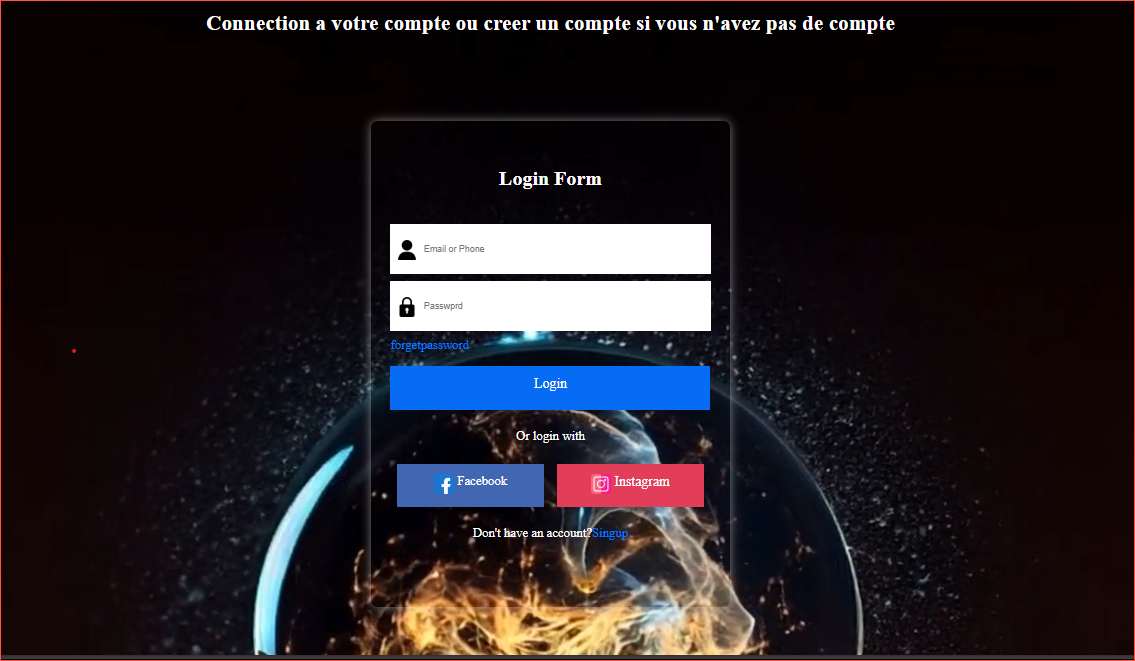 Connection a votre compte ou creer un compte si vous n'avez pas de compte
Login Form
Email or Phone
Passwprd
forgetpassword
Login
Or login with
Facebook Instagram
Don't have an account?Singup